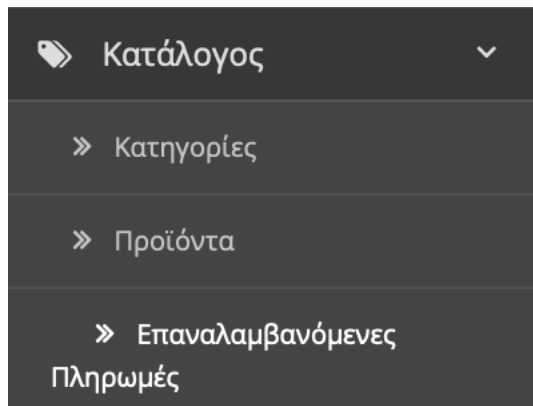 Κατάλογος
Κατηγορίες
Προϊόντα
Επαναλαμβανόμενες
Πληρωμές